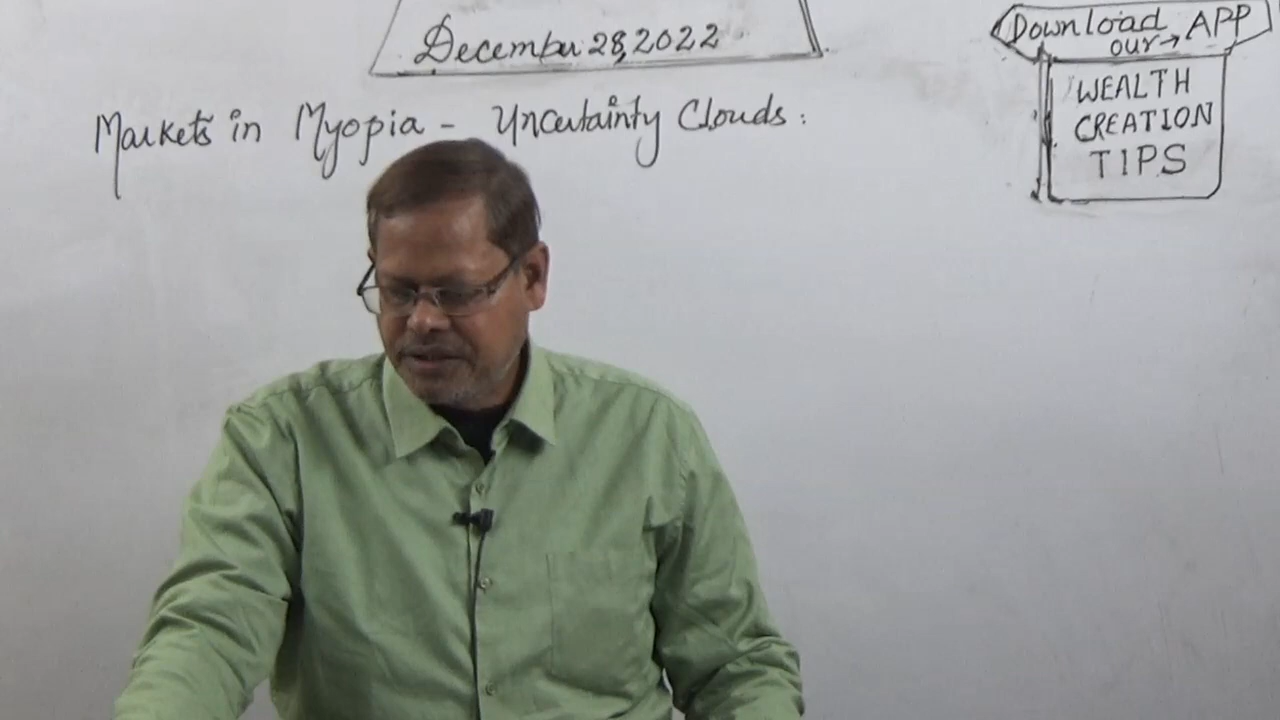 December 28, 2022
Markets in Myopia - Uncertainty Clouds:
Download
our → APP
WEALTH
CREATION
TIPS